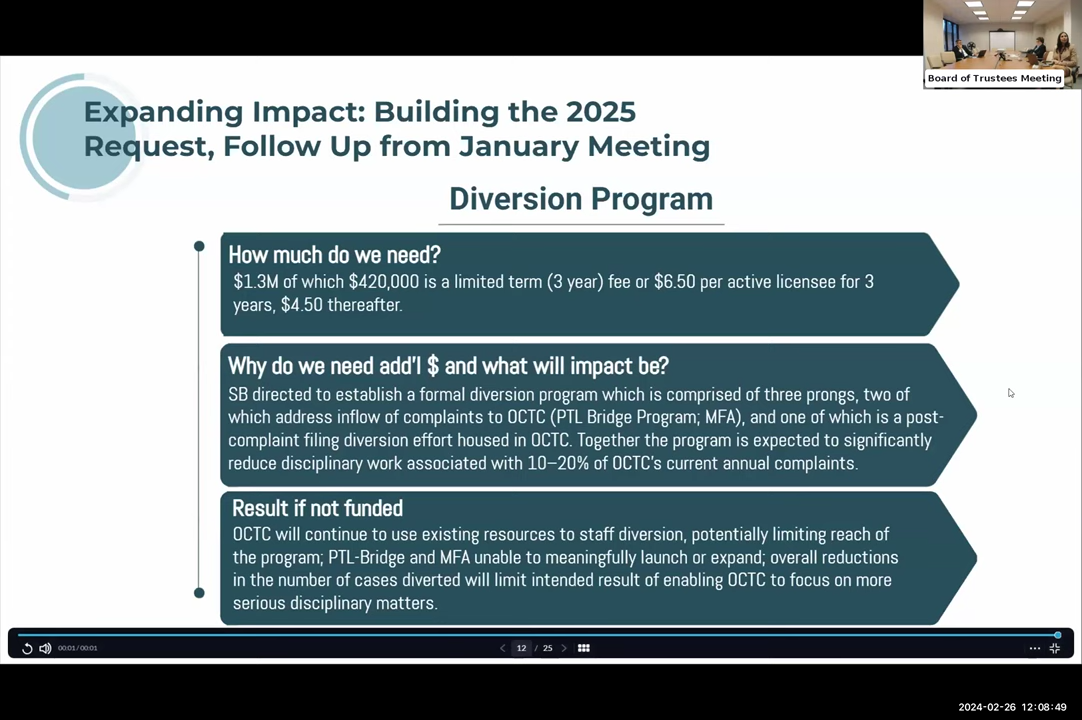 Board of Trustees Meeting
Expanding Impact: Building the 2025
Request, Follow Up from January Meeting
Diversion Program
How much do we need?
$1.3M of which $420,000 is a limited term (3 year) fee or $6.50 per active licensee for 3
years, $4.50 thereafter.
Why do we need add'l $ and what will impact be?
SB directed to establish a formal diversion program which is comprised of three prongs, two of
which address inflow of complaints to OCTC (PTL Bridge Program; MFA), and one of which is a post-
complaint filing diversion effort housed in OCTC. Together the program is expected to significantly
reduce disciplinary work associated with 10–20% of OCTC's current annual complaints.
Result if not funded
OCTC will continue to use existing resources to staff diversion, potentially limiting reach of
the program; PTL-Bridge and MFA unable to meaningfully launch or expand; overall reductions
in the number of cases diverted will limit intended result of enabling OCTC to focus on more
serious disciplinary matters.
00:01/00:01
12 / 25
2024-02-26 12:08:49